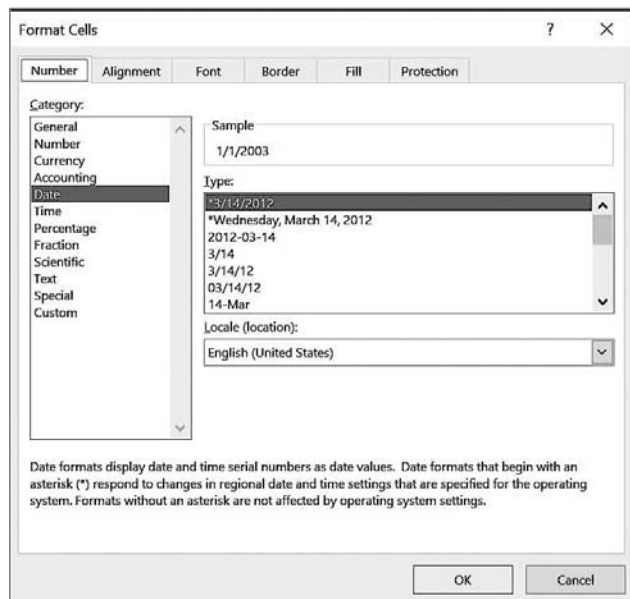 Format Cells ? ×
Number Alignment Font Border Fill Protection
Category:
General
Number
Currency
Accounting
Date
Time
Percentage
Fraction
Scientific
Text
Special
Custom
Sample
1/1/2003
Type:
*3/14/2012
*Wednesday, March 14, 2012
2012-03-14
3/14
3/14/12
03/14/12
14-Mar
Locale (location):
English (United States)
Date formats display date and time serial numbers as date values. Date formats that begin with an
asterisk (*) respond to changes in regional date and time settings that are specified for the operating
system. Formats without an asterisk are not affected by operating system settings.
OK Cancel